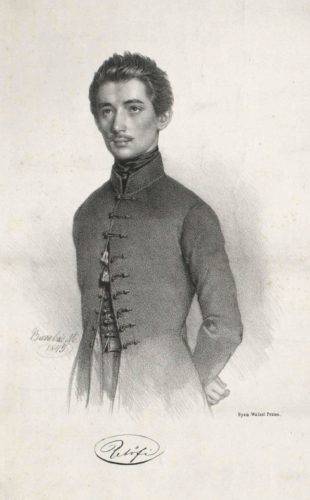 Barabás M.
1845
Nyom. Walzel Pesten.
Petőfi